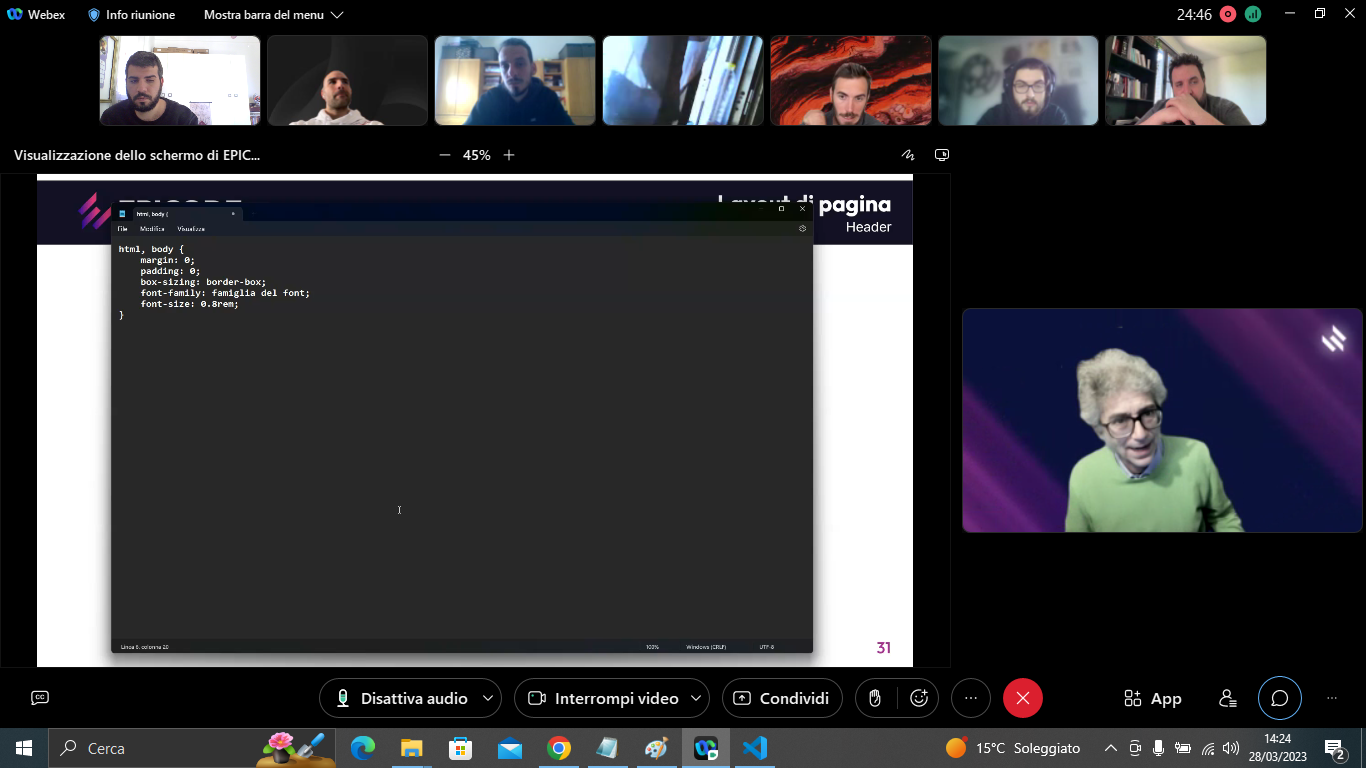 Webex
Info riunione
Mostra barra del menu
24:46
Visualizzazione dello schermo di EPIC...
45%
Layout di pagina
Header
html, body {
File Modifica Visualizza
html, body {
margin: 0;
padding: 0;
box-sizing: border-box;
font-family: famiglia del font;
font-size: 0.8rem;
}
Linea 6, colonna 20
100%
Windows (CRLF)
UTF-8
31
CC
Disattiva audio
Interrompi video
Condividi
App
Cerca
15°C Soleggiato
14:24
28/03/2023
2